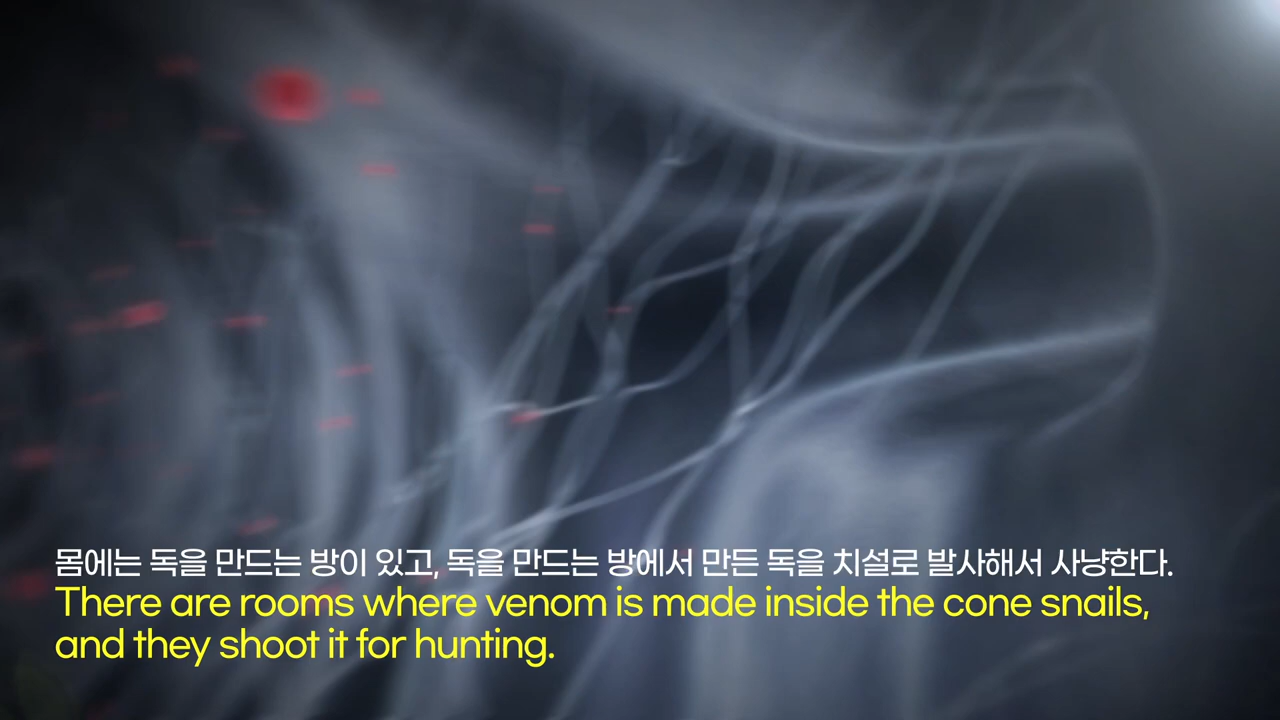 몸에는 독을 만드는 방이 있고, 독을 만드는 방에서 만든 독을 치설로 발사해서 사냥한다.
There are rooms where venom is made inside the cone snails,
and they shoot it for hunting.